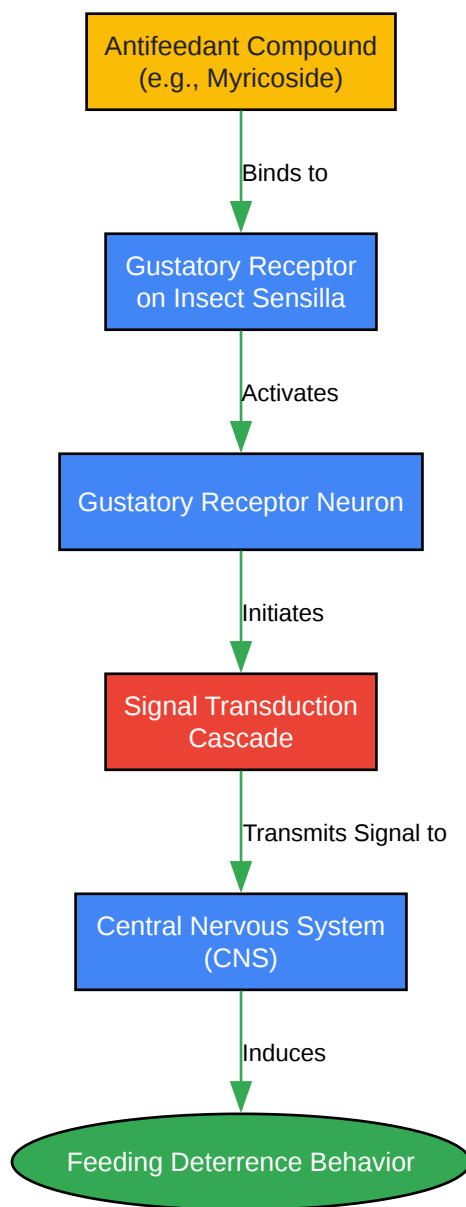 Antifeedant Compound
(e.g., Myricoside)
Binds to
Gustatory Receptor
on Insect Sensilla
Activates
Gustatory Receptor Neuron
Initiates
Signal Transduction
Cascade
Transmits Signal to
Central Nervous System
(CNS)
Induces
Feeding Deterrence Behavior